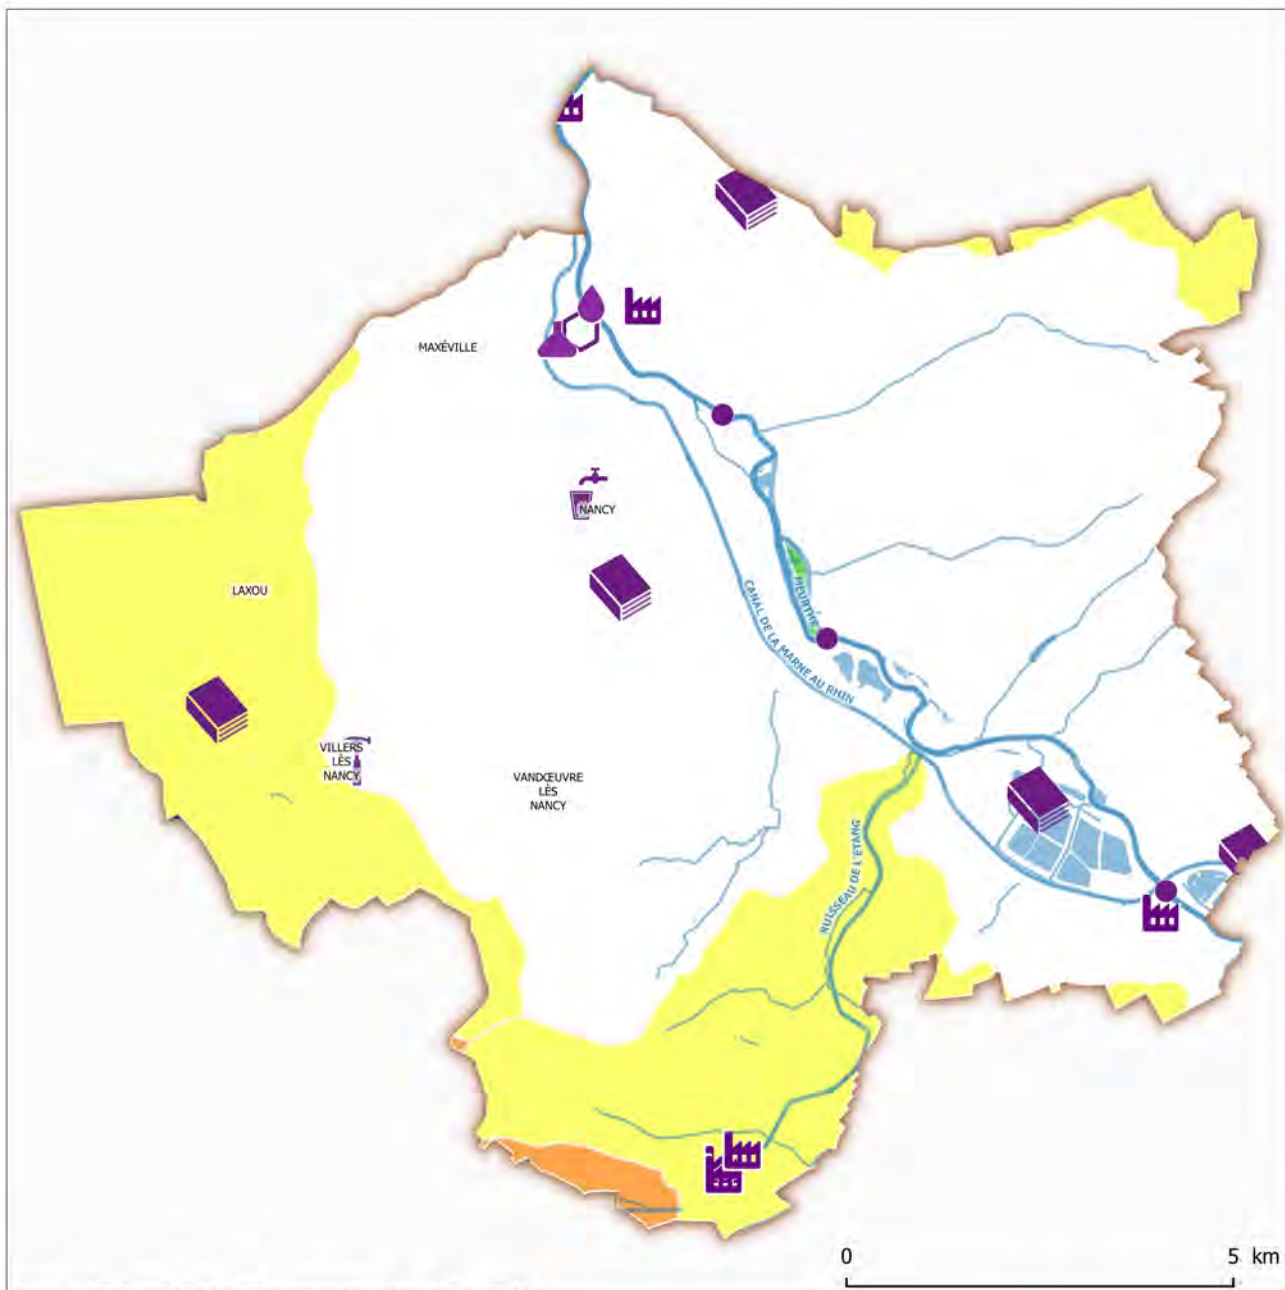 MAXÉVILLE
NANCY
LAXOU
MEURTHE
CANAL DE LA MARNE AU RHIN
VILLERS
LÈS
NANCY
VANDŒUVRE
LÈS
NANCY
RUISSEAU DE L'ETANG
0 5 km